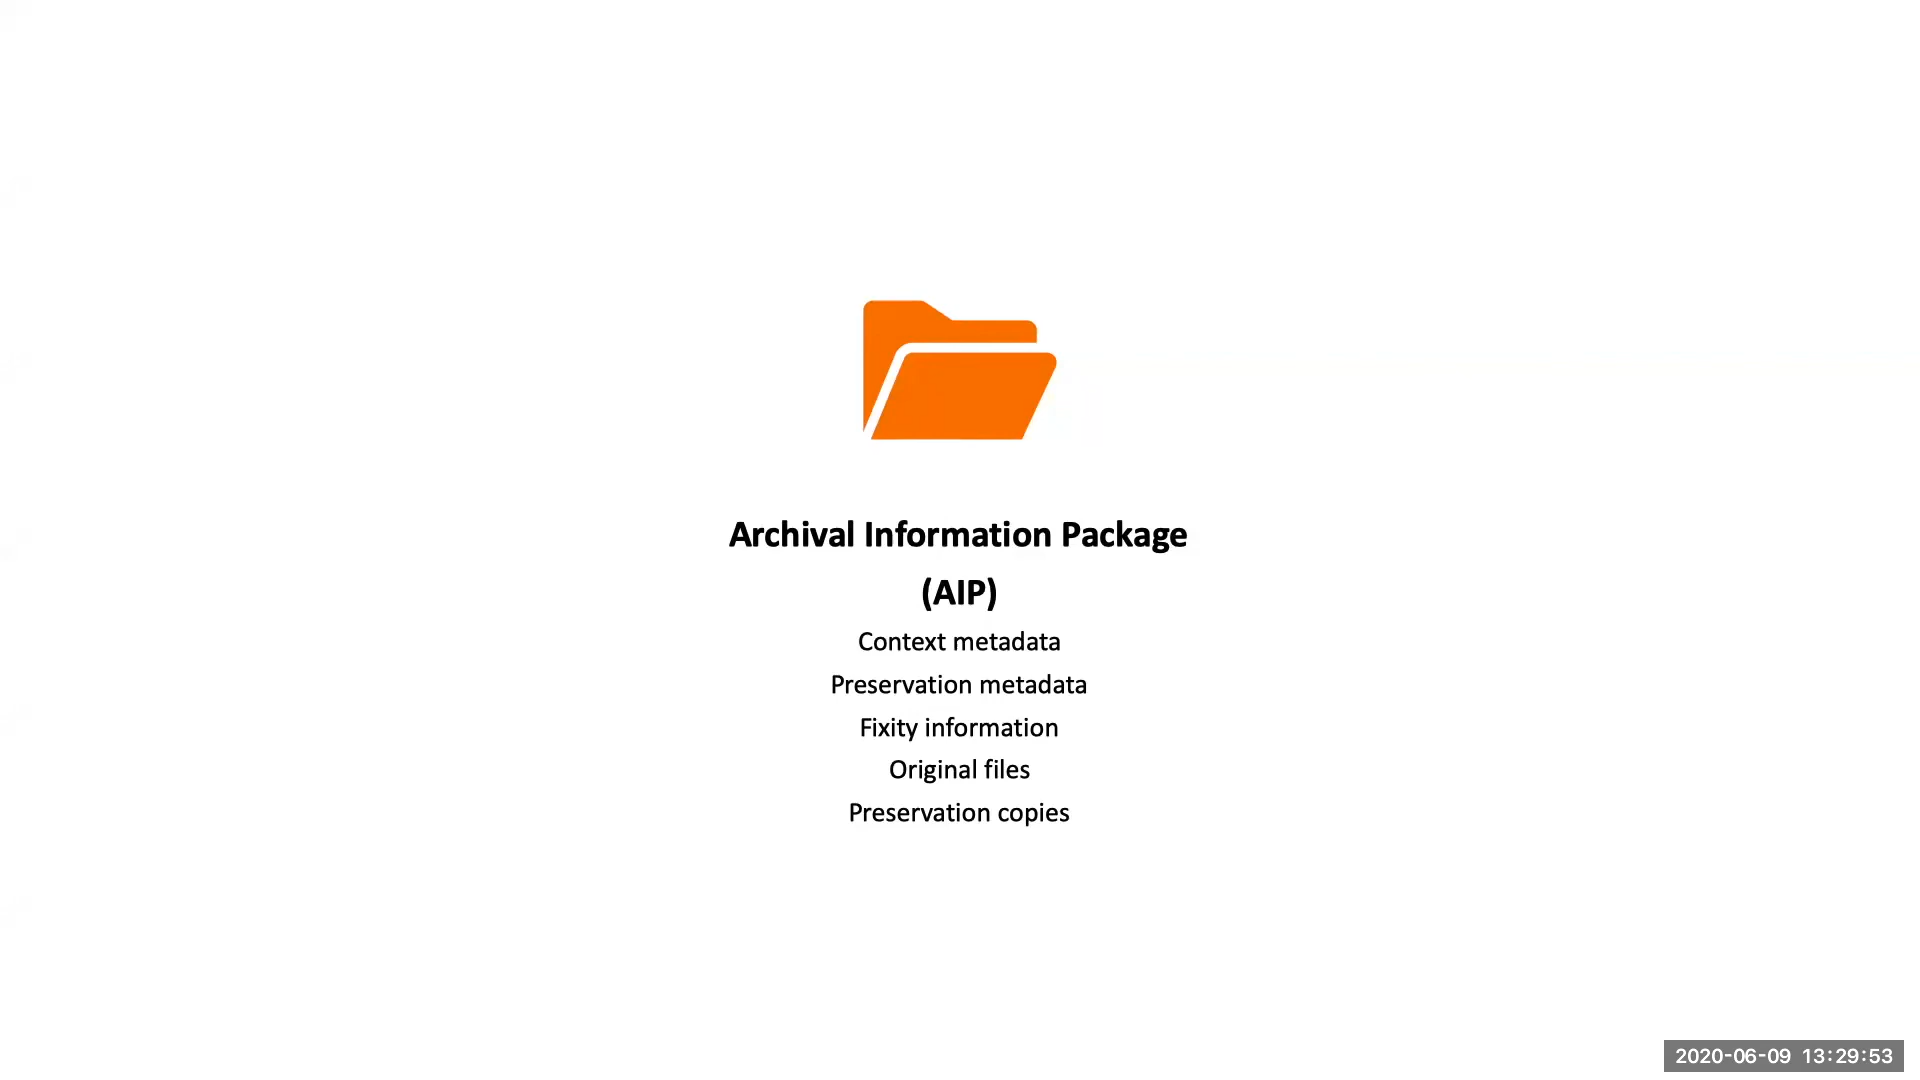 Archival Information Package
(AIP)
Context metadata
Preservation metadata
Fixity information
Original files
Preservation copies
2020-06-09 13:29:53